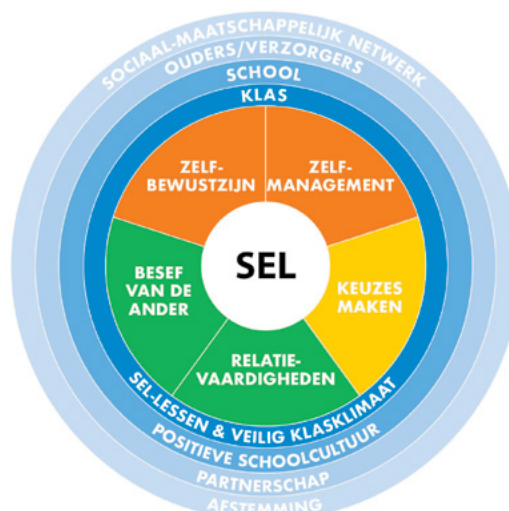 SOCIAAL-MAATSCHAPPELIJK NETWERK
OUDERS/VERZORGERS
SCHOOL
KLAS
ZELF-
BEWUSTZIJN
ZELF-
MANAGEMENT
SEL
BESEF
VAN DE
ANDER
KEUZES
MAKEN
RELATIE-
VAARDIGHEDEN
SEL-LESSEN & VEILIG KLASKLIMAAT
POSITIEVE SCHOOLCULTUUR
PARTNERSCHAP
AFSTEMMING